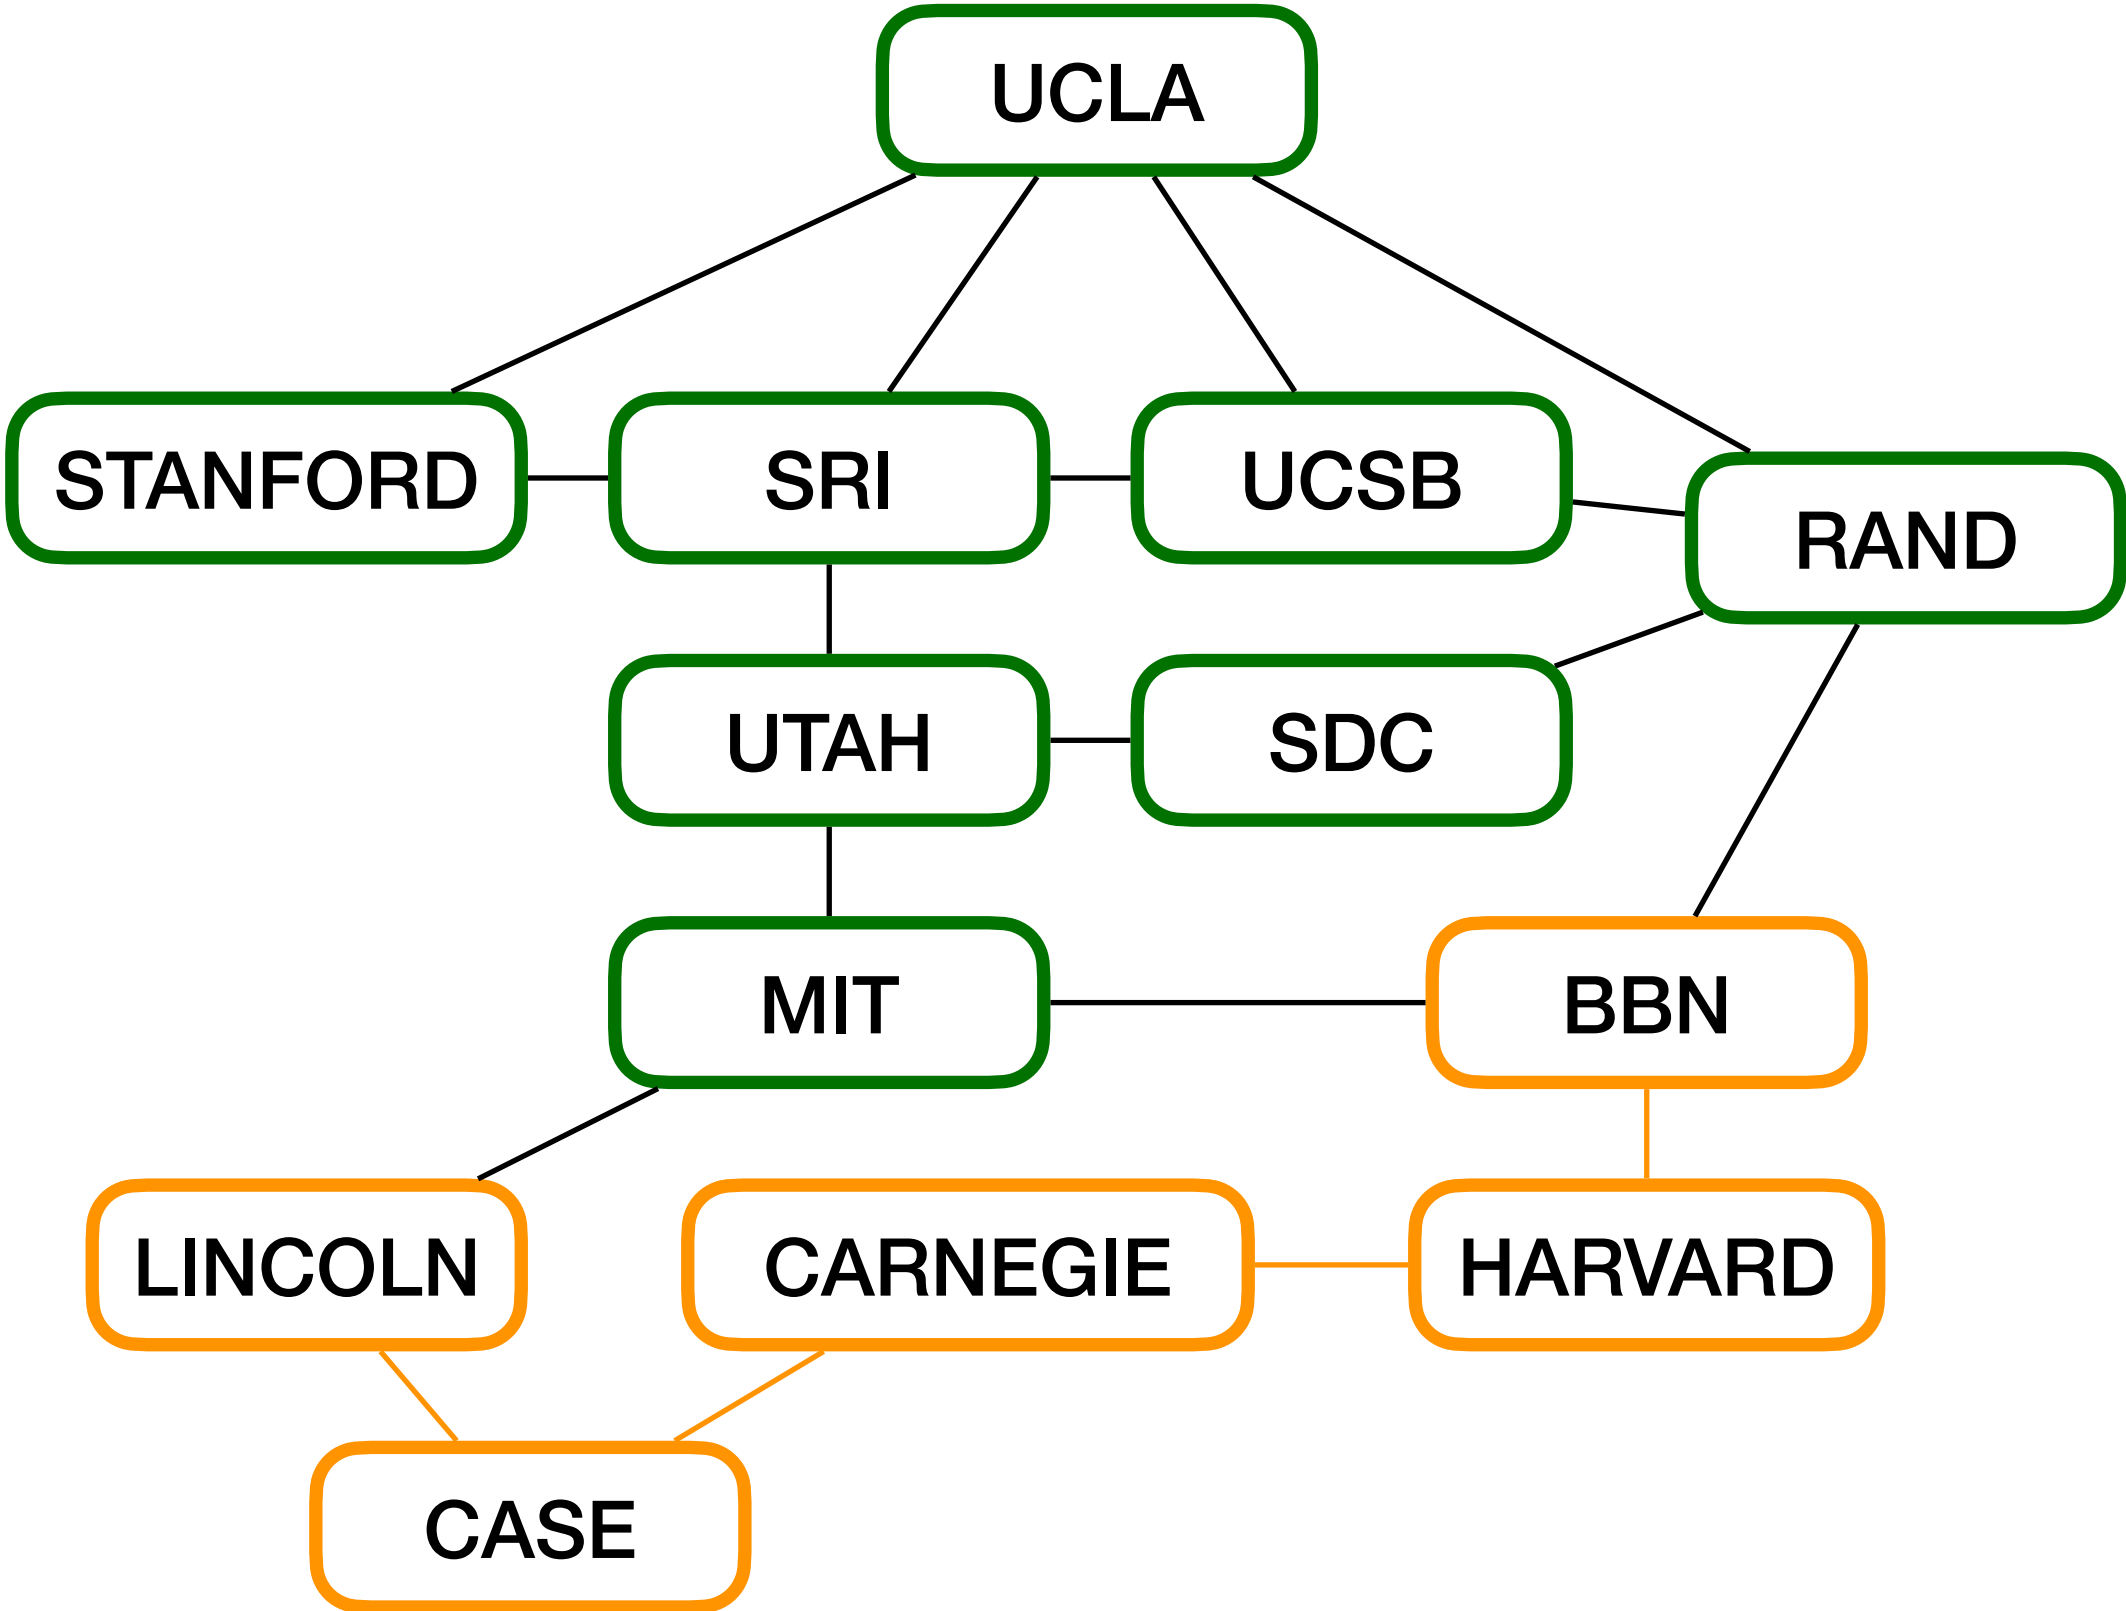 UCLA
STANFORD
SRI
UCSB
RAND
UTAH
SDC
MIT
BBN
LINCOLN
CARNEGIE
HARVARD
CASE